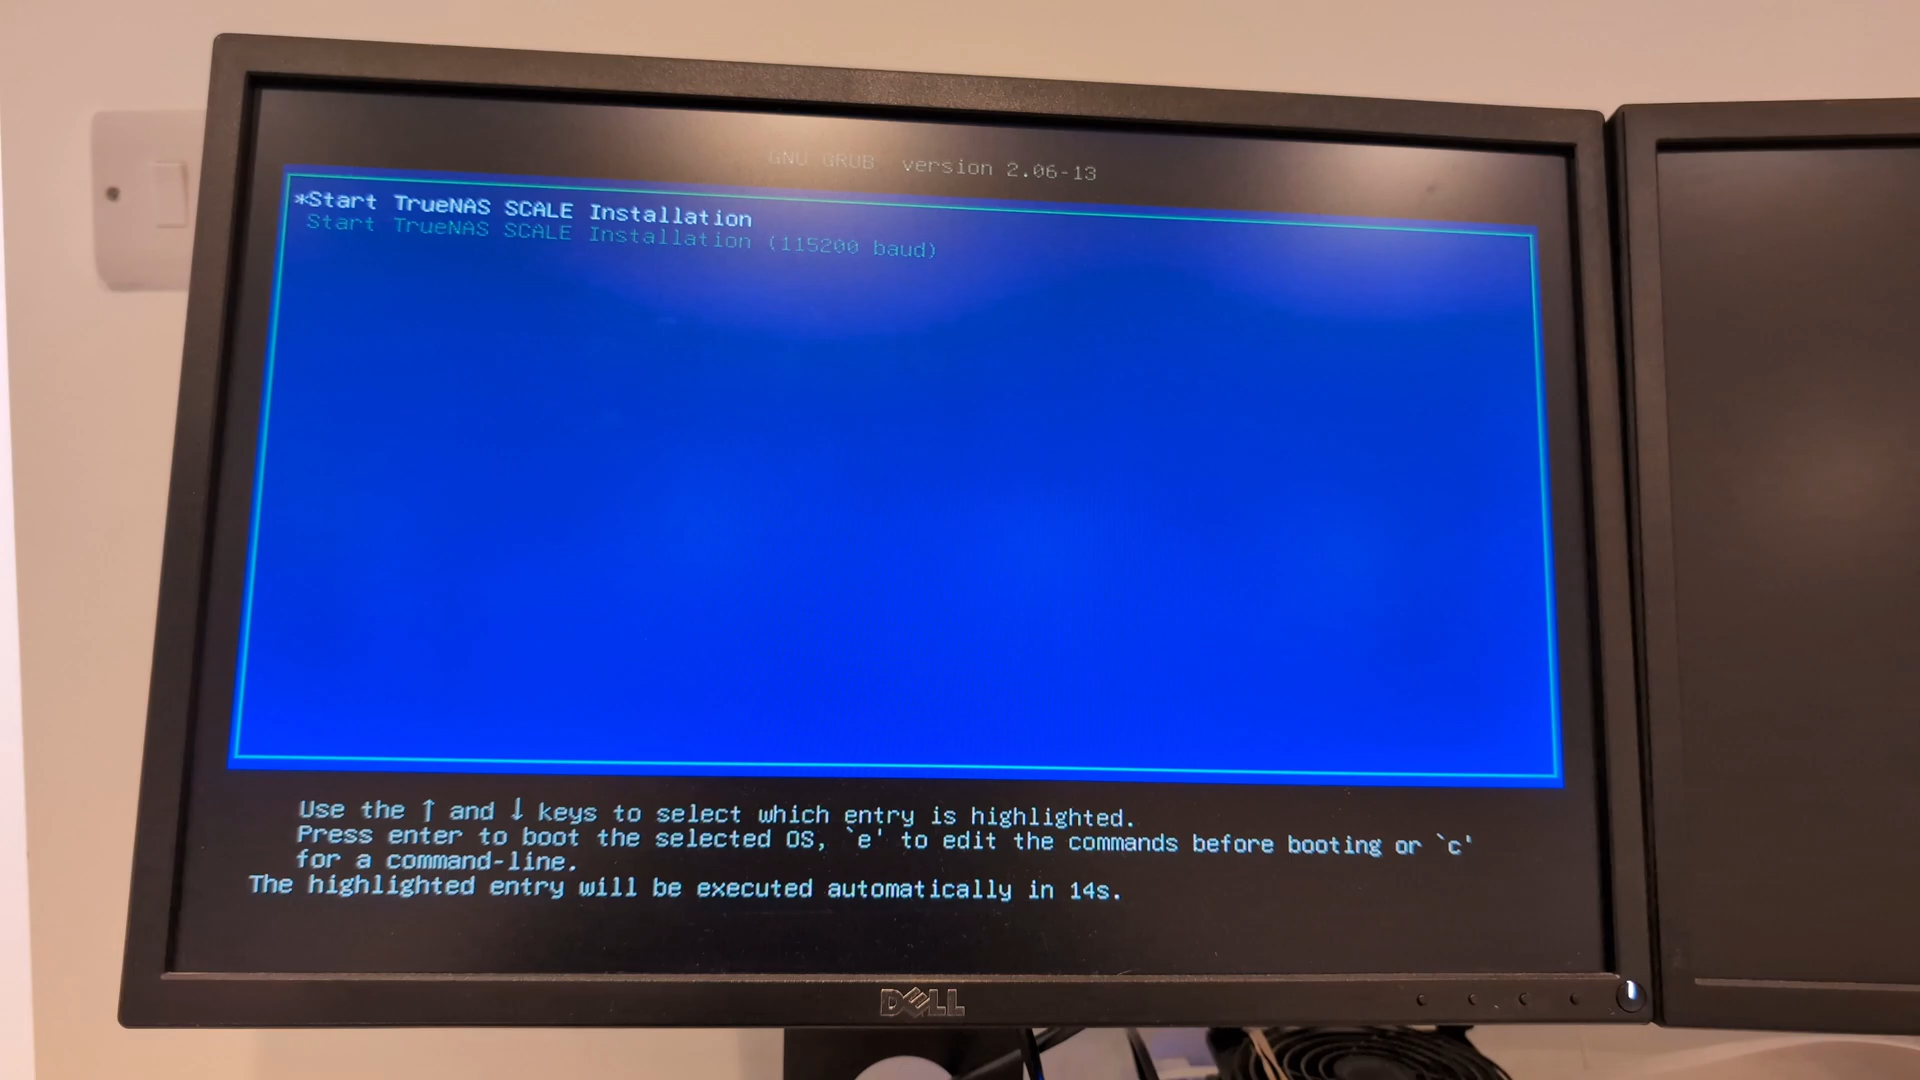 GNU GRUB version 2.06-13
*Start TrueNAS SCALE Installation
Start TrueNAS SCALE Installation (115200 baud)
Use the ↑ and ↓ keys to select which entry is highlighted.
Press enter to boot the selected OS, `e' to edit the commands before booting or `c'
for a command-line.
The highlighted entry will be executed automatically in 14s.
DELL